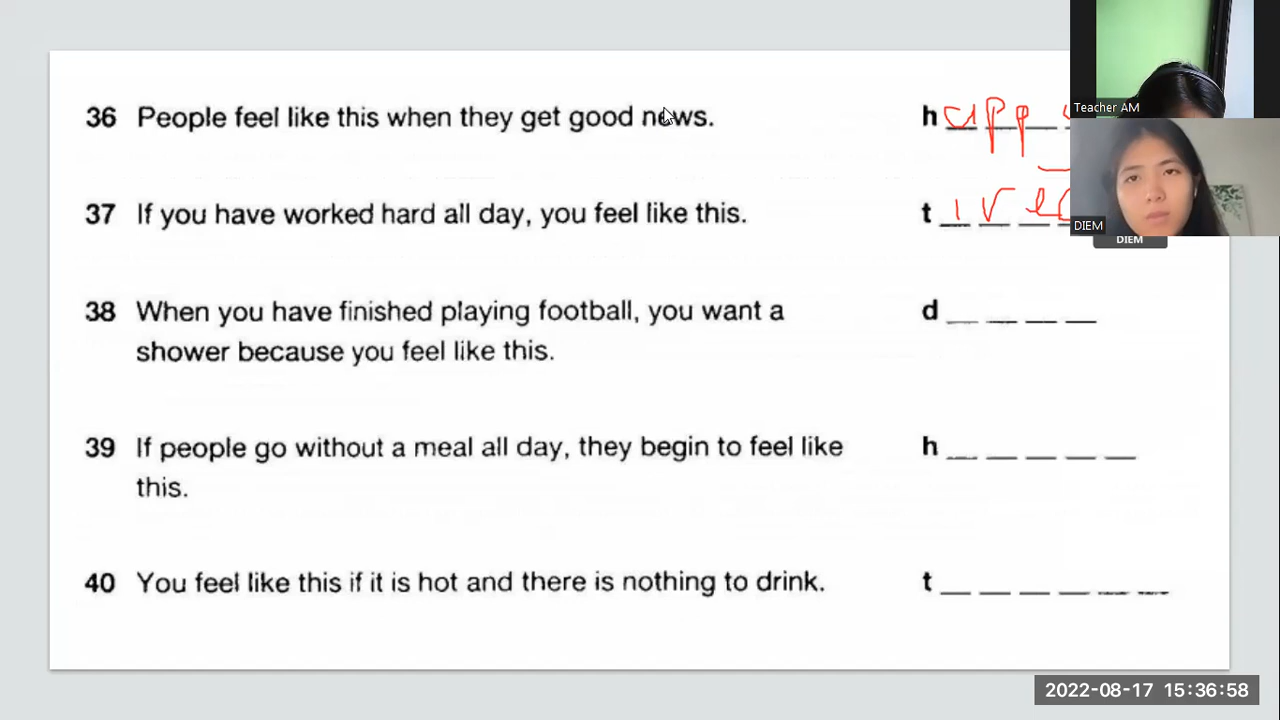 36 People feel like this when they get good news. h a p p
37 If you have worked hard all day, you feel like this. t i r e d
38 When you have finished playing football, you want a d _ _ _ _
shower because you feel like this.
39 If people go without a meal all day, they begin to feel like h _ _ _ _ _
this.
40 You feel like this if it is hot and there is nothing to drink. t _ _ _ _ _ _
Teacher AM
DIEM
DIEM
2022-08-17 15:36:58